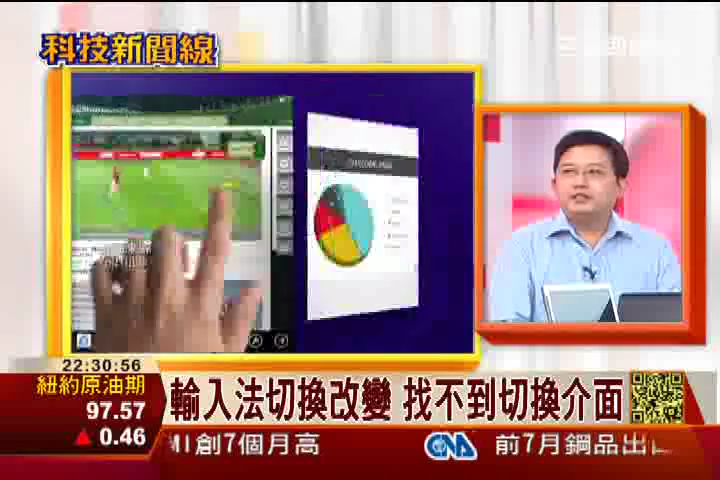 科技新聞線
22:30:56
紐約原油期
97.57
▲ 0.46
輸入法切換改變 找不到切換介面
MI創7個月高
CNA
前7月鋼品出口